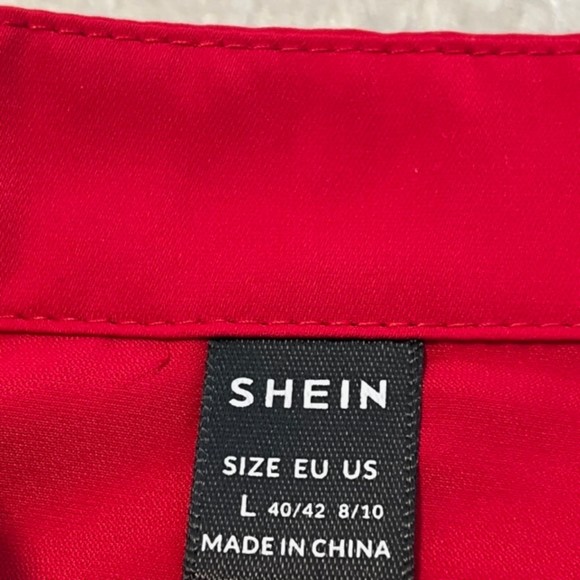 SHEIN
SIZE EU US
L 40/42 8/10
MADE IN CHINA